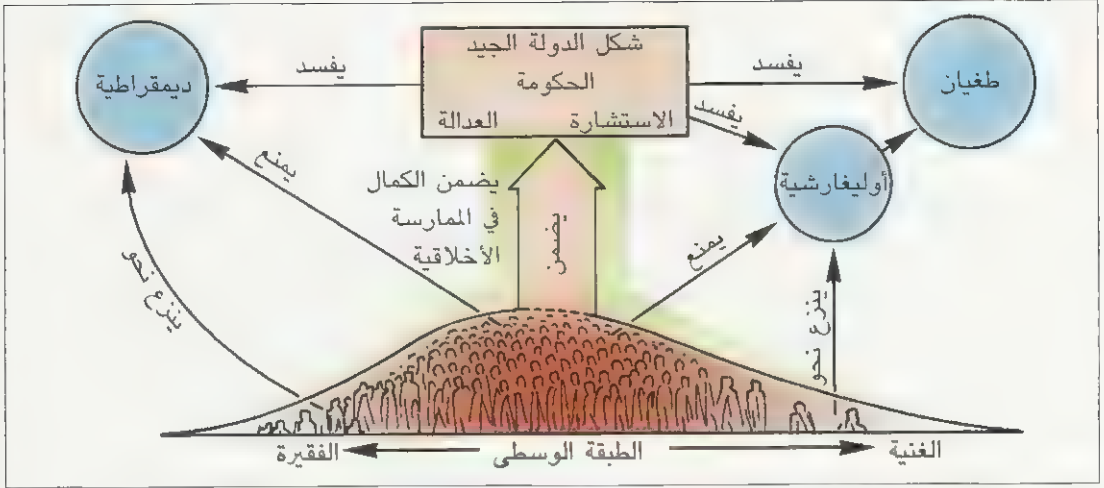 شكل الدولة الجيد
الحكومة
الاستشارة العدالة
طغيان
يفسد
يفسد
ديمقراطية
يفسد
أوليغارشية
يمنع
يضمن الكمال
في الممارسة
الأخلاقية
يضمن
يمنع
ينزع نحو
ينزع نحو
الغنية
الطبقة الوسطى
الفقيرة